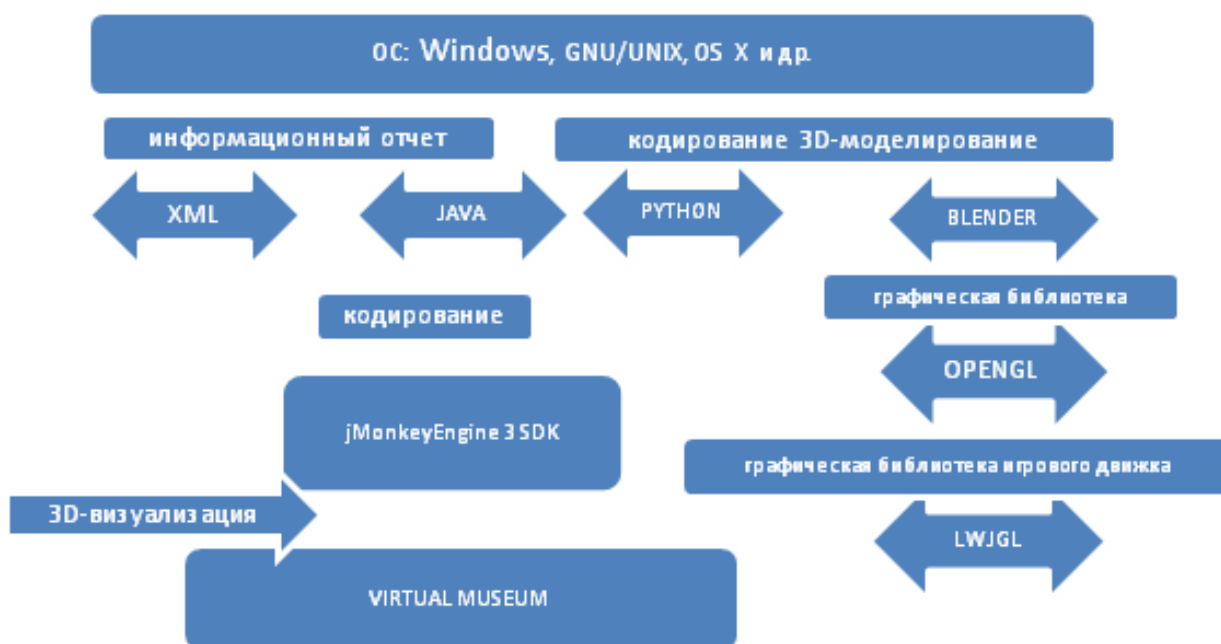 ОС: Windows, GNU/UNIX, OS X и др.
информационный отчет
кодирование 3D-моделирование
XML
JAVA
PYTHON
BLENDER
графическая библиотека
кодирование
OPENGL
jMonkeyEngine 3 SDK
графическая библиотека игрового движка
3D-визуализация
LWJGL
VIRTUAL MUSEUM